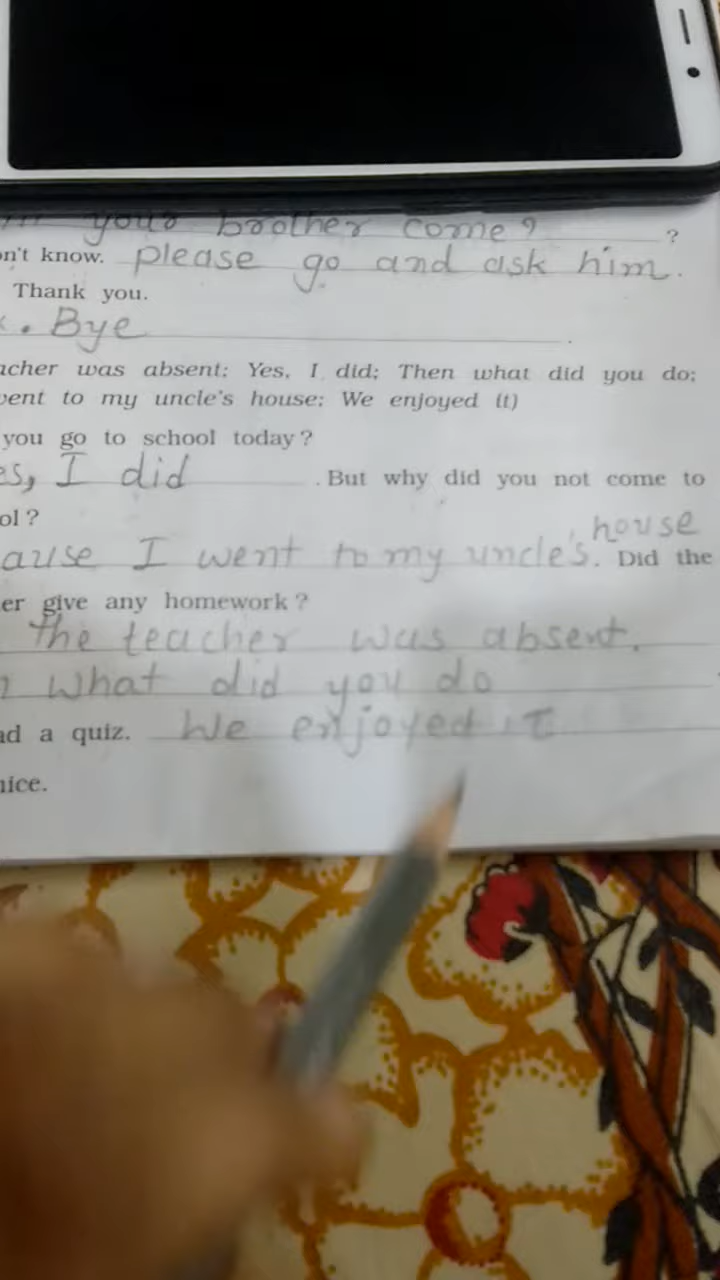 your brother come? ?
n't know. please go and ask him.
Thank you.
. Bye .
acher was absent; Yes, I did; Then what did you do;
ent to my uncle's house; We enjoyed it)
you go to school today?
es, I did . But why did you not come to
ol?
house
ause I went to my uncle's. Did the
er give any homework?
the teacher was absent.
what did you do
ad a quiz. We enjoyed it
nice.